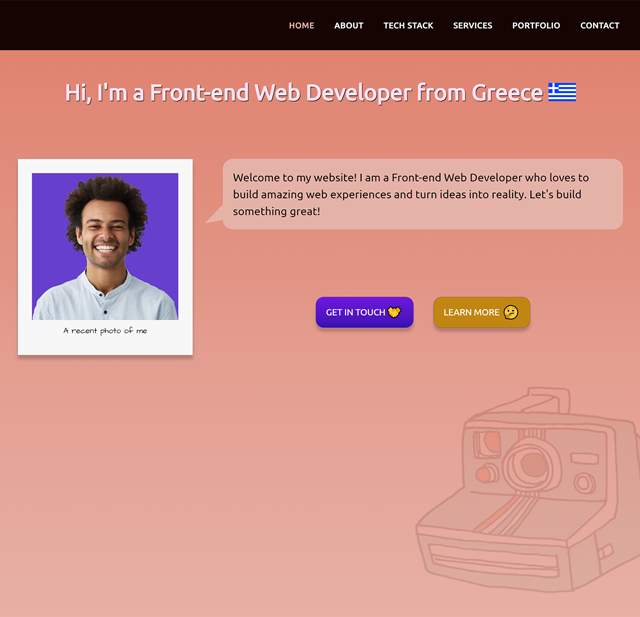 HOME ABOUT TECH STACK SERVICES PORTFOLIO CONTACT
Hi, I'm a Front-end Web Developer from Greece 🇬🇷
Welcome to my website! I am a Front-end Web Developer who loves to
build amazing web experiences and turn ideas into reality. Let's build
something great!
A recent photo of me
GET IN TOUCH LEARN MORE